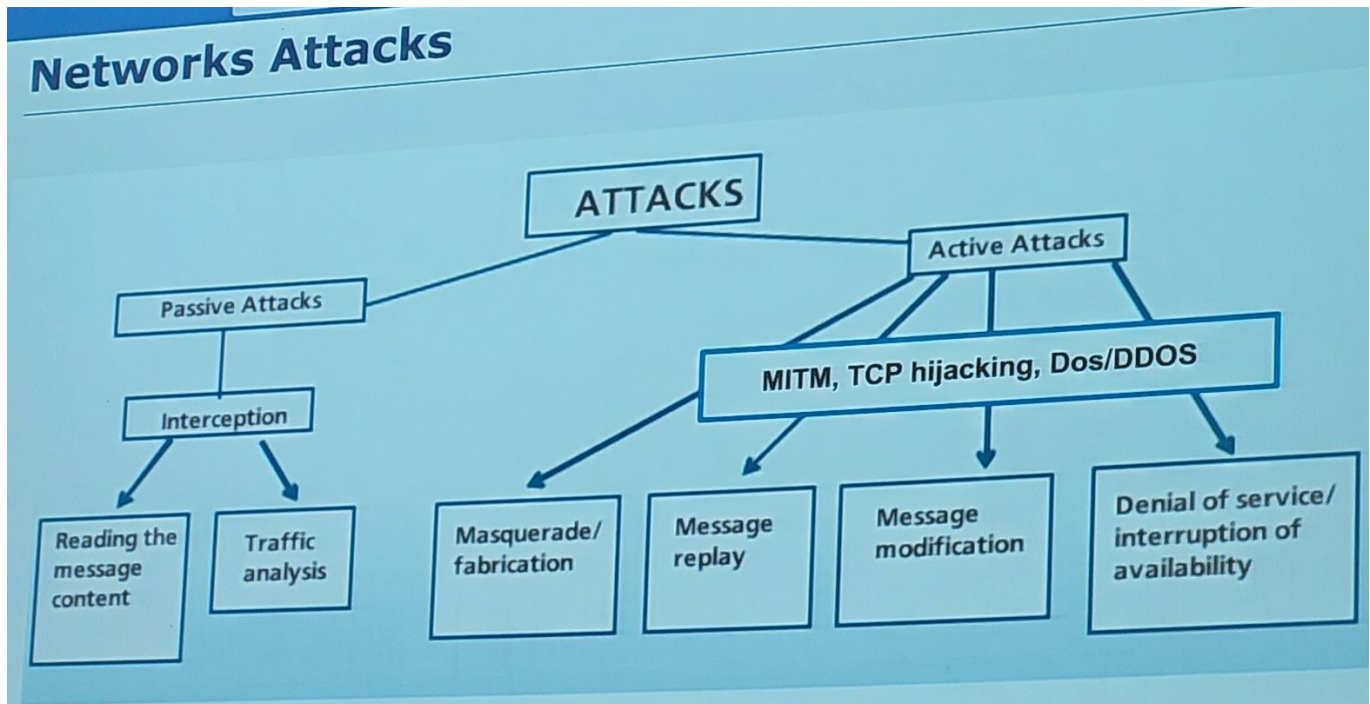 Networks Attacks
ATTACKS
Active Attacks
Passive Attacks
MITM, TCP hijacking, Dos/DDOS
Interception
Reading the
message
content
Traffic
analysis
Masquerade/
fabrication
Message
replay
Message
modification
Denial of service/
interruption of
availability